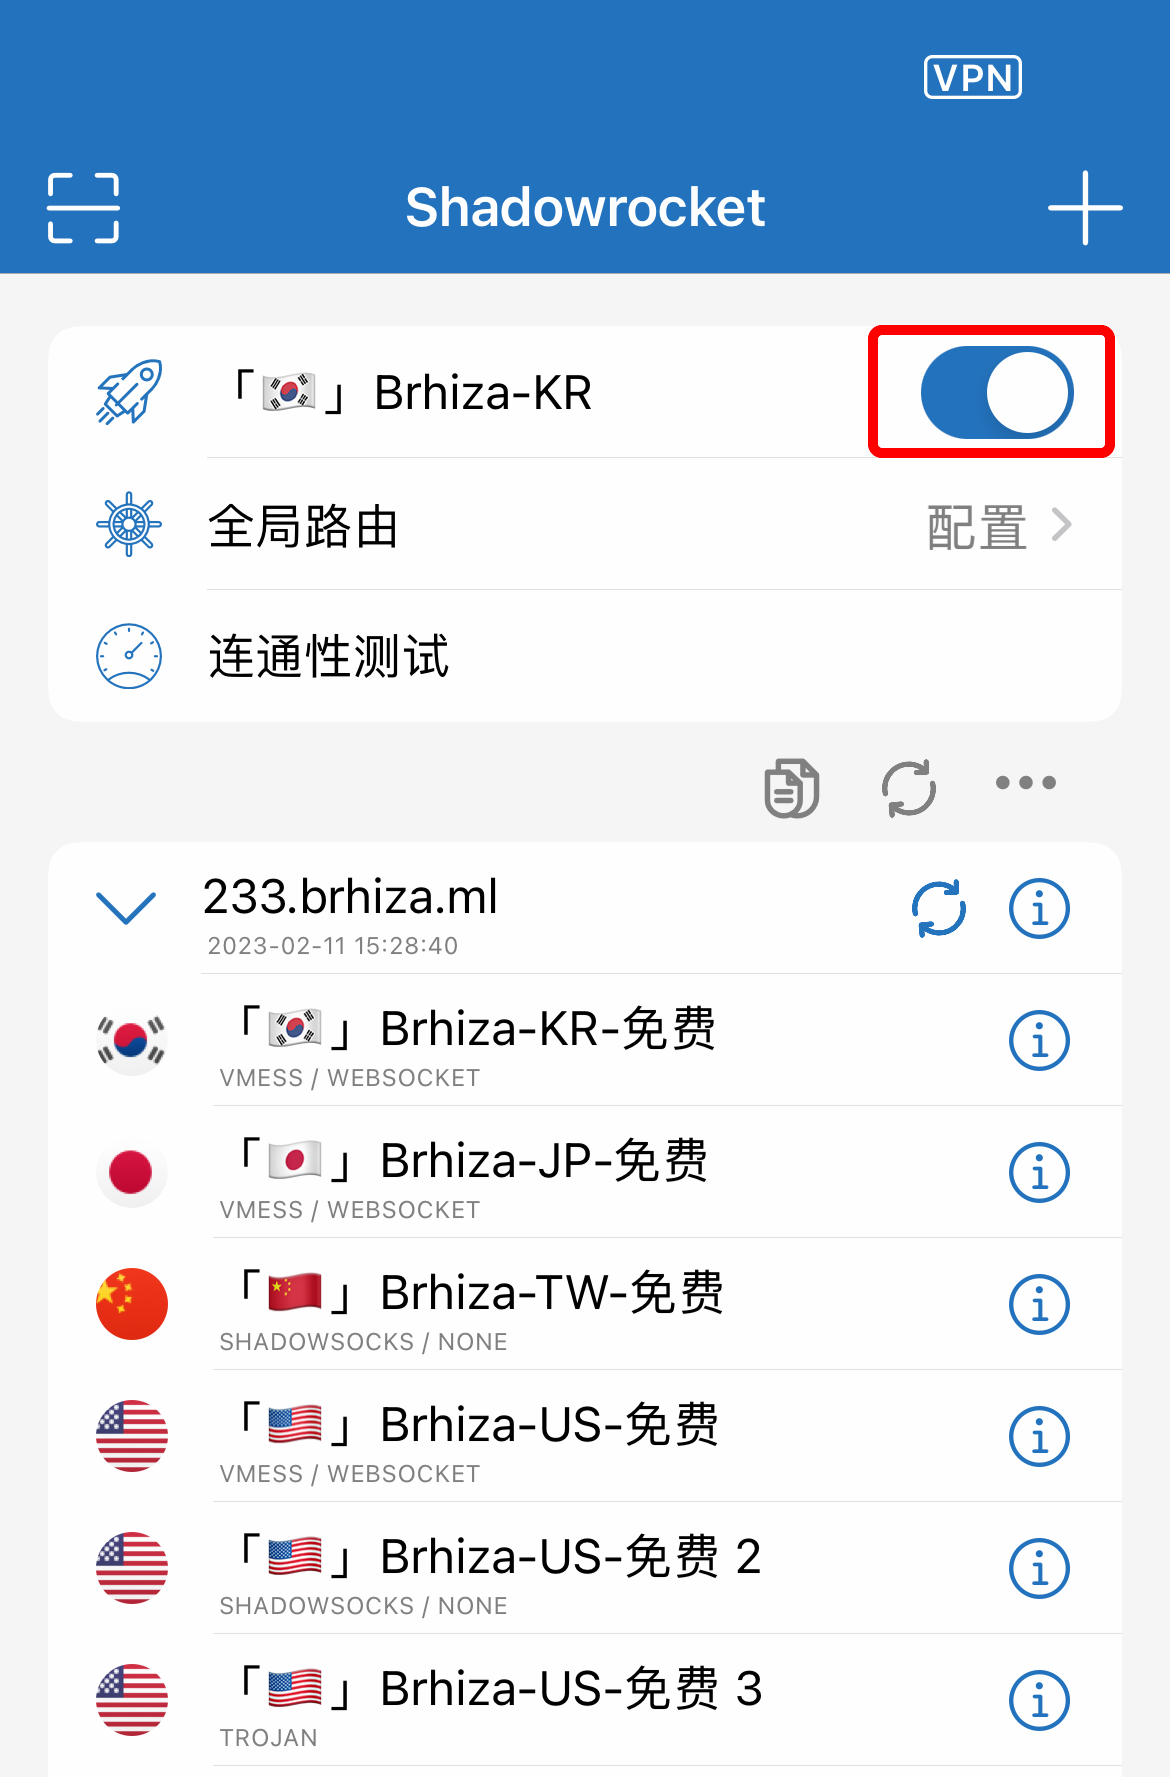 VPN
Shadowrocket
「🇰🇷」Brhiza-KR
全局路由 配置
连通性测试
233.brhiza.ml
2023-02-11 15:28:40
「🇰🇷」Brhiza-KR-免费
VMESS / WEBSOCKET
「🇯🇵」Brhiza-JP-免费
VMESS / WEBSOCKET
「🇨🇳」Brhiza-TW-免费
SHADOWSOCKS / NONE
「🇺🇸」Brhiza-US-免费
VMESS / WEBSOCKET
「🇺🇸」Brhiza-US-免费 2
SHADOWSOCKS / NONE
「🇺🇸」Brhiza-US-免费 3
TROJAN